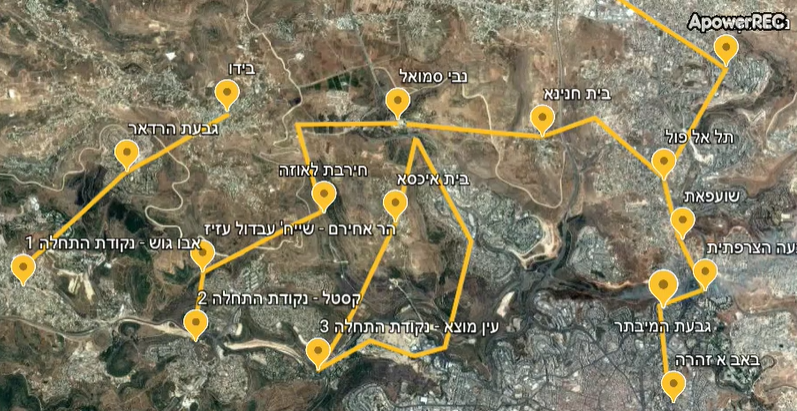 ApowerREC
בידו
נבי סמואל
בית חנינא
גבעת הרדאר
תל אל פול
חירבת לאוזה
בית איכסא
שועפאת
הר אחירם - שייח' עבדול עזיז
אבו גוש - נקודת התחלה 1
עה הצרפתית
קסטל - נקודת התחלה 2
עין מוצא - נקודת התחלה 3
גבעת המיבתר
באב א זהרה